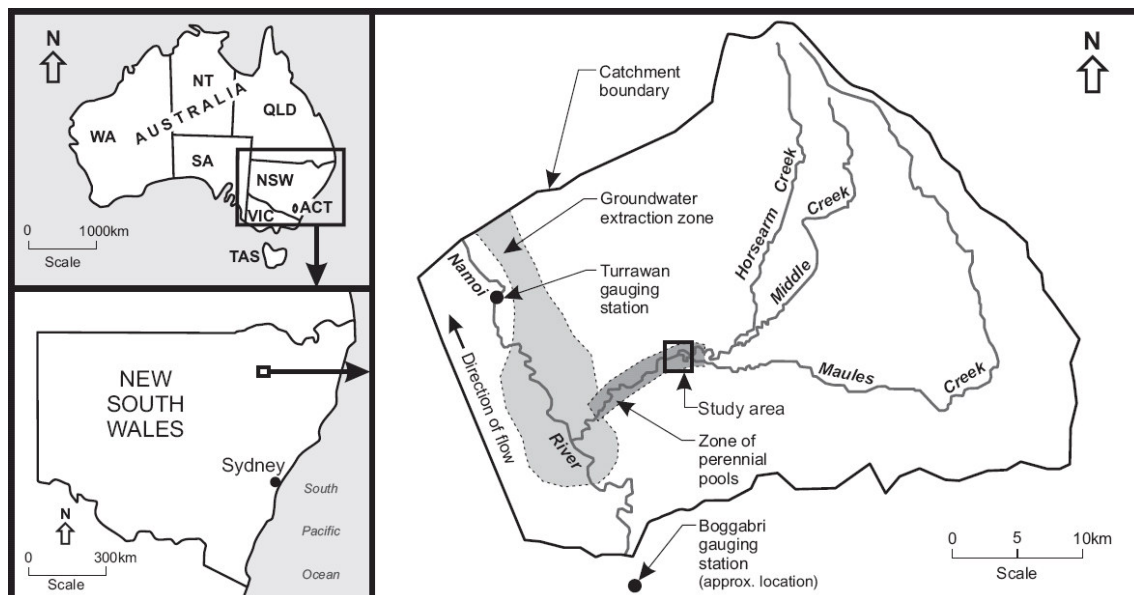 N
NT
AUSTRALIA
WA
QLD
SA
NSW
ACT
VIC
TAS
0
1000km
Scale
NEW
SOUTH
WALES
Sydney
South
Pacific
Ocean
N
0
300km
Scale
N
Catchment
boundary
Groundwater
extraction zone
Turrawan
gauging
station
Namoi
River
Direction of flow
Horsearm Creek
Middle Creek
Maules Creek
Study area
Zone of
perennial
pools
Boggabri
gauging
station
(approx. location)
0 5 10km
Scale